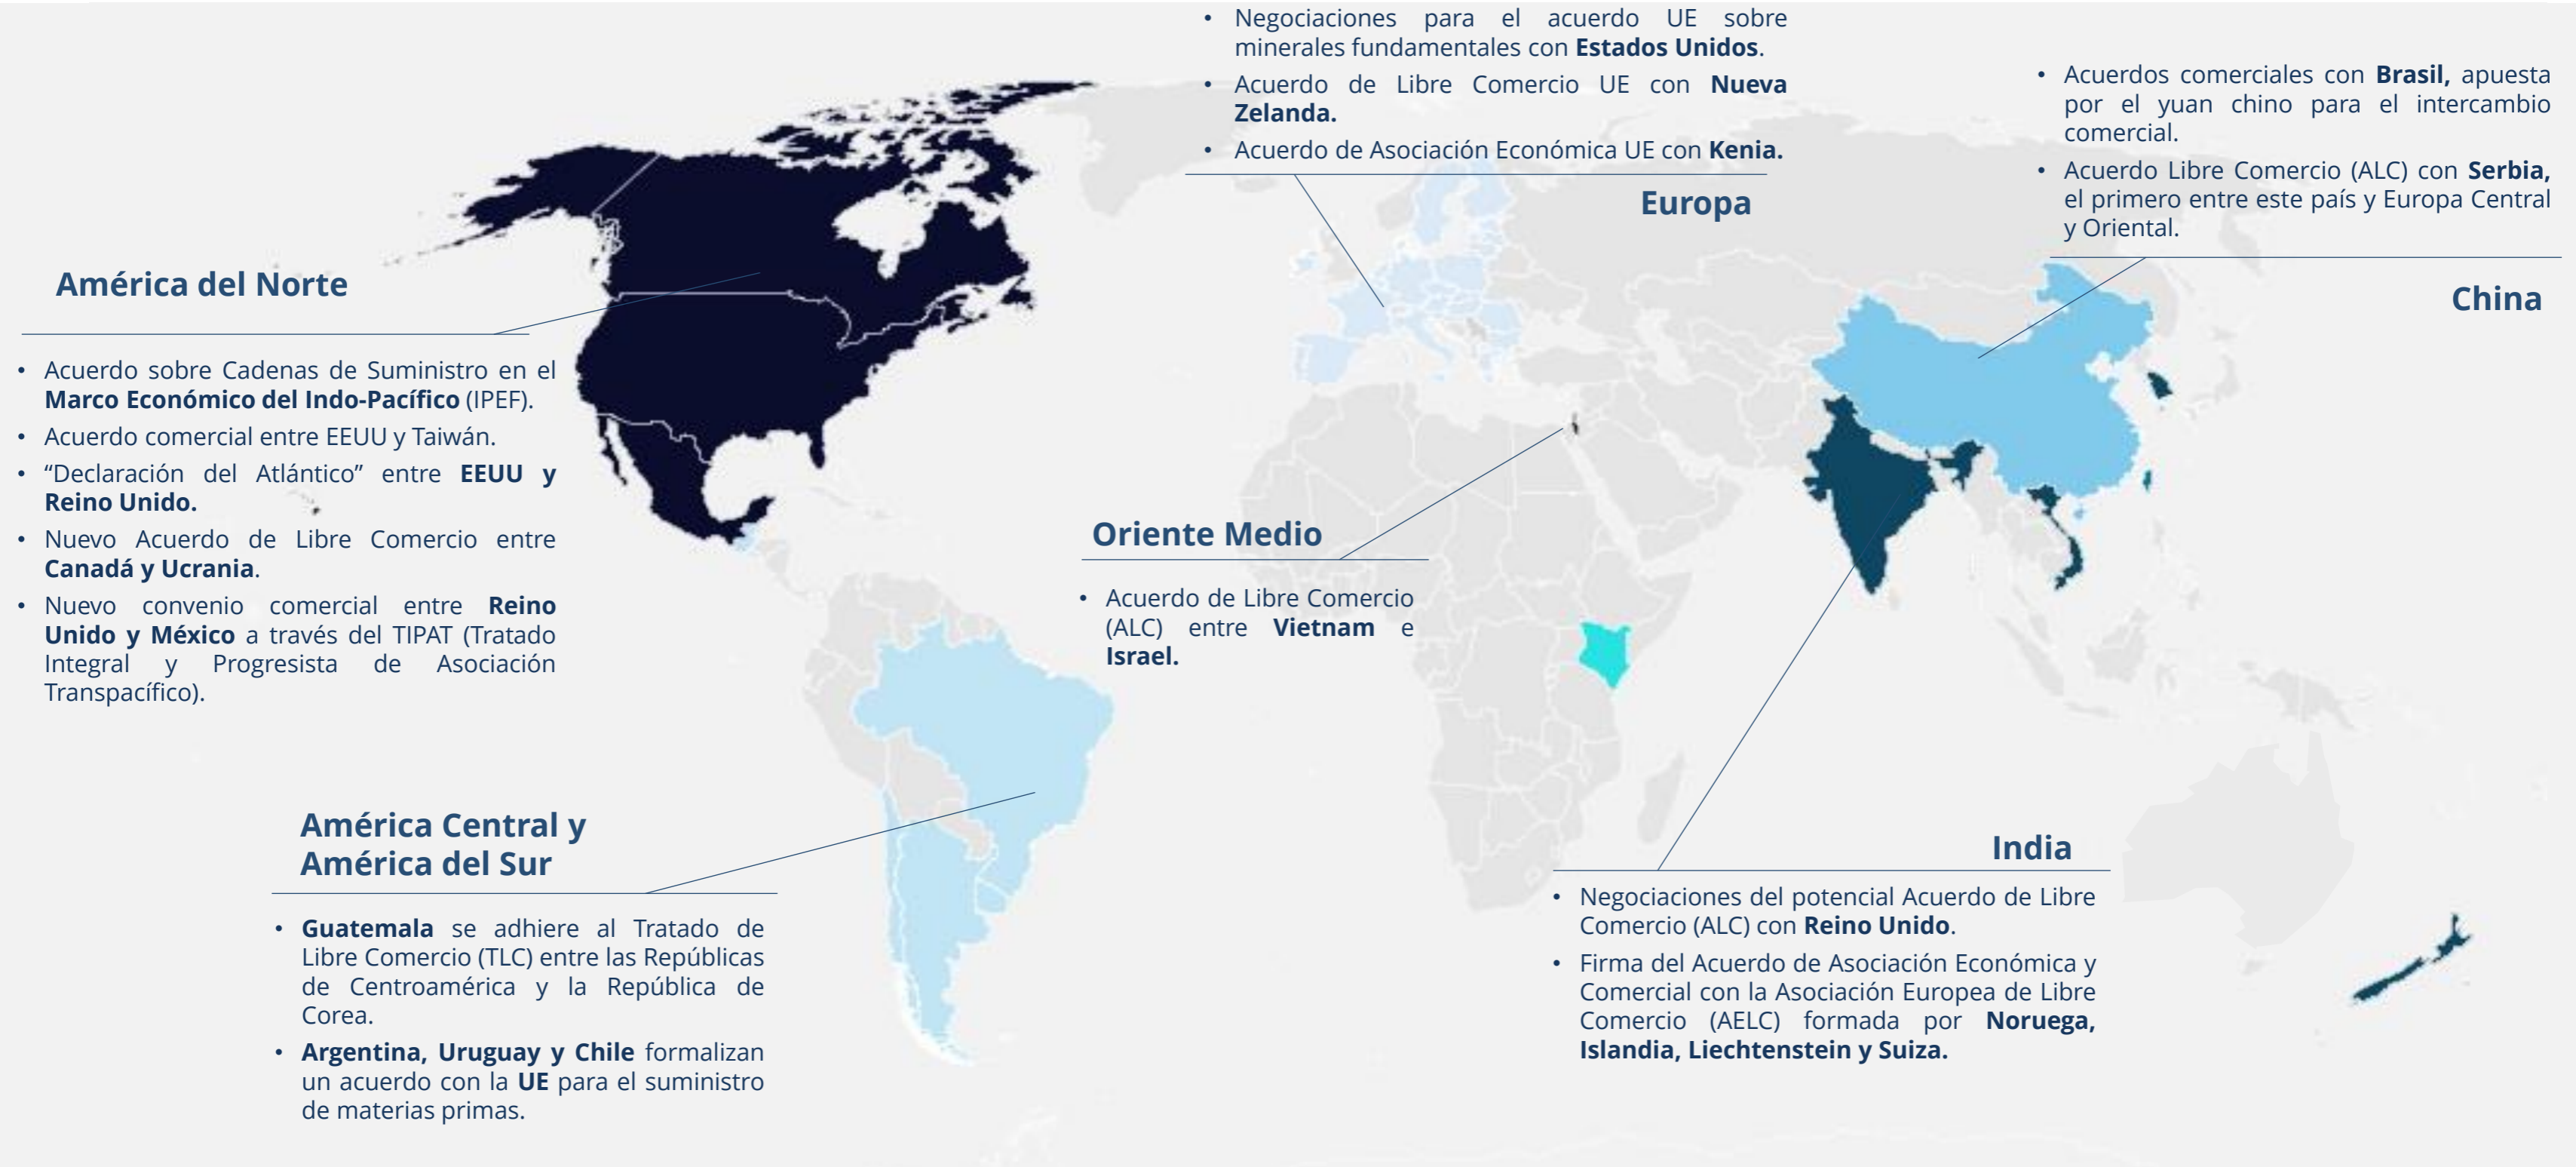 • Negociaciones para el acuerdo UE sobre
minerales fundamentales con Estados Unidos.
• Acuerdo de Libre Comercio UE con Nueva
Zelanda.
• Acuerdo de Asociación Económica UE con Kenia.
Europa
• Acuerdos comerciales con Brasil, apuesta
por el yuan chino para el intercambio
comercial.
• Acuerdo Libre Comercio (ALC) con Serbia,
el primero entre este país y Europa Central
y Oriental.
China
América del Norte
• Acuerdo sobre Cadenas de Suministro en el
Marco Económico del Indo-Pacífico (IPEF).
• Acuerdo comercial entre EEUU y Taiwán.
• “Declaración del Atlántico” entre EEUU y
Reino Unido.
• Nuevo Acuerdo de Libre Comercio entre
Canadá y Ucrania.
• Nuevo convenio comercial entre Reino
Unido y México a través del TIPAT (Tratado
Integral y Progresista de Asociación
Transpacífico).
Oriente Medio
• Acuerdo de Libre Comercio
(ALC) entre Vietnam e
Israel.
América Central y
América del Sur
• Guatemala se adhiere al Tratado de
Libre Comercio (TLC) entre las Repúblicas
de Centroamérica y la República de
Corea.
• Argentina, Uruguay y Chile formalizan
un acuerdo con la UE para el suministro
de materias primas.
India
• Negociaciones del potencial Acuerdo de Libre
Comercio (ALC) con Reino Unido.
• Firma del Acuerdo de Asociación Económica y
Comercial con la Asociación Europea de Libre
Comercio (AELC) formada por Noruega,
Islandia, Liechtenstein y Suiza.